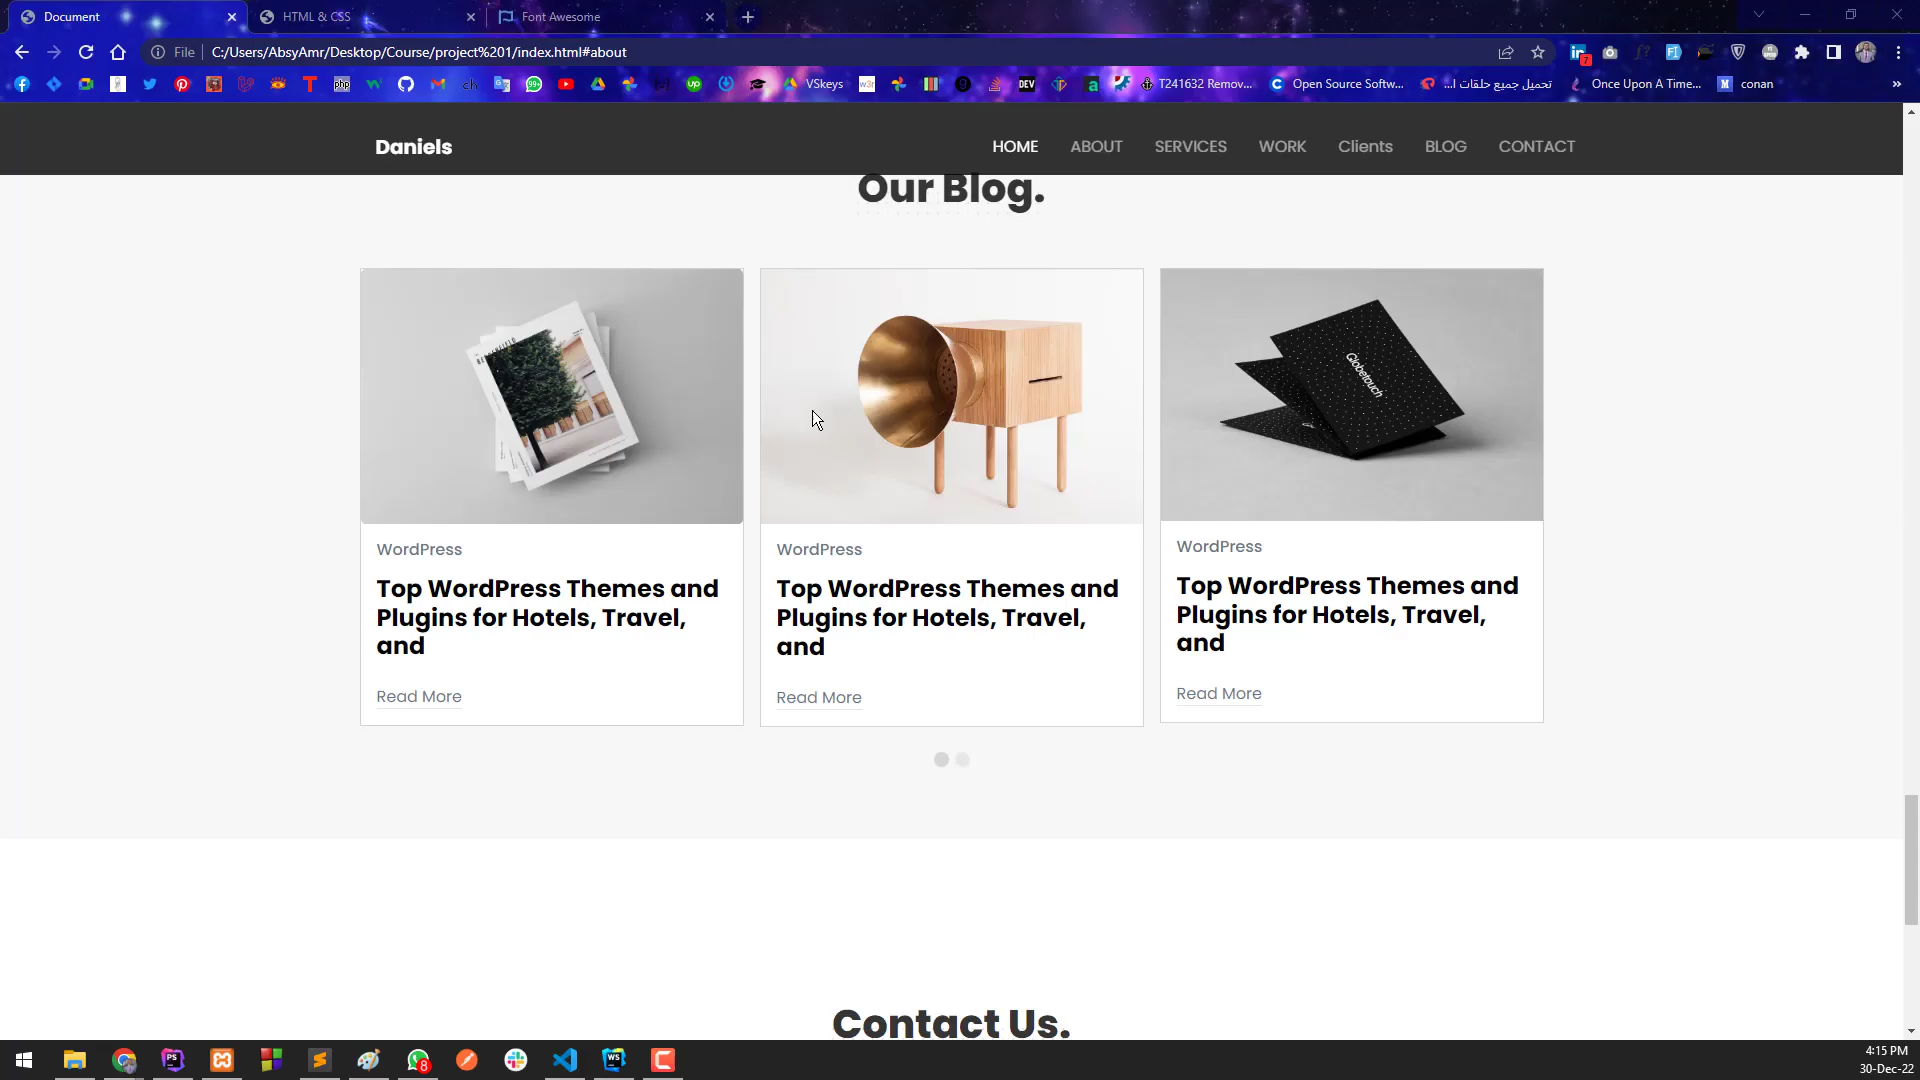 Document
HTML & CSS
Font Awesome
File
C:/Users/AbsyAmr/Desktop/Course/project%201/index.html#about
7
VSkeys
T241632 Remov...
Open Source Softw...
تحميل جميع حلقات ا...
Once Upon A Time...
conan
Daniels
HOME
ABOUT
SERVICES
WORK
Clients
BLOG
CONTACT
Our Blog.
Globetouch
WordPress
Top WordPress Themes and
Plugins for Hotels, Travel,
and
Read More
WordPress
Top WordPress Themes and
Plugins for Hotels, Travel,
and
Read More
WordPress
Top WordPress Themes and
Plugins for Hotels, Travel,
and
Read More
Contact Us.
8
4:15 PM
30-Dec-22